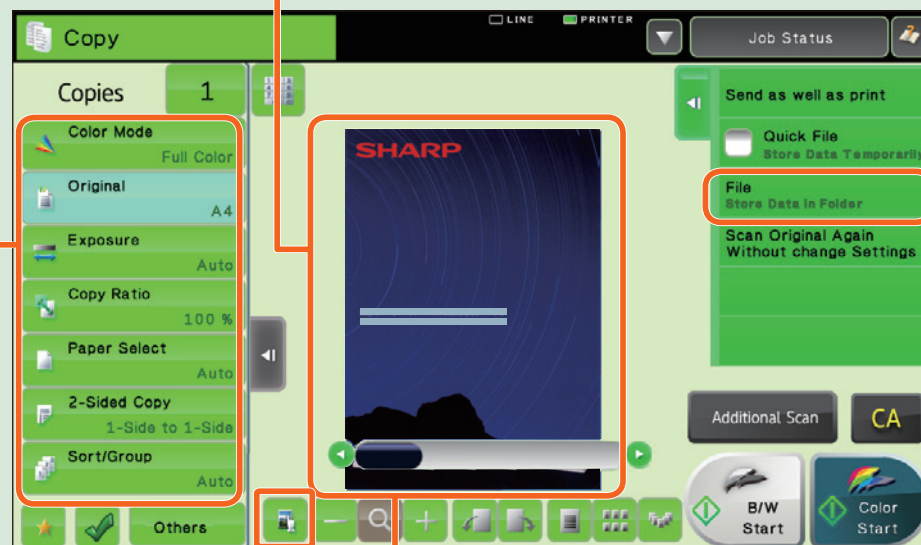 LINE PRINTER
Copy
Job Status
Copies 1
Color Mode
Full Color
Original
A4
Exposure
Auto
Copy Ratio
100 %
Paper Select
Auto
2-Sided Copy
1-Side to 1-Side
Sort/Group
Auto
Others
SHARP
Send as well as print
Quick File
Store Data Temporarily
File
Store Data in Folder
Scan Original Again
Without change Settings
Additional Scan
CA
B/W
Start
Color
Start